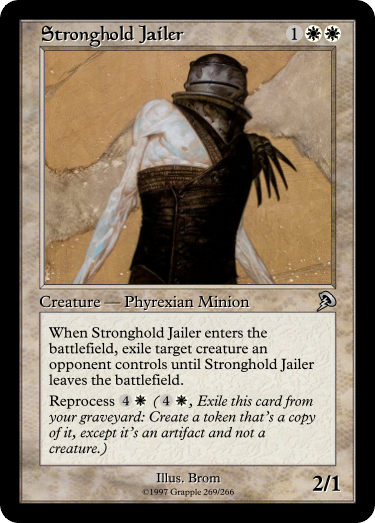 Stronghold Jailer
1
Creature — Phyrexian Minion
When Stronghold Jailer enters the
battlefield, exile target creature an
opponent controls until Stronghold Jailer
leaves the battlefield.
Reprocess 4 (4, Exile this card from
your graveyard: Create a token that's a copy
of it, except it's an artifact and not a
creature.)
Illus. Brom
©1997 Grapple 269/266
2/1